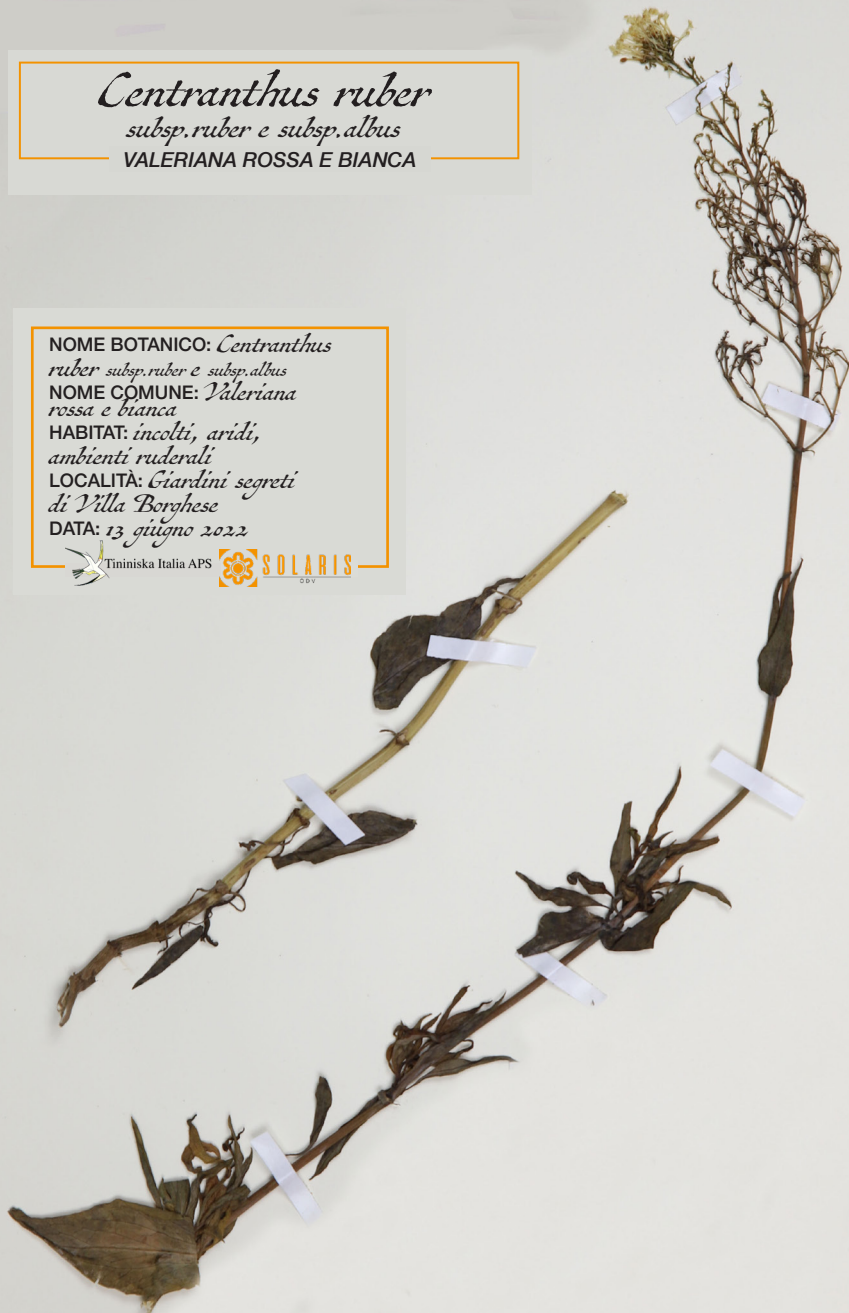 Centranthus ruber
subsp.ruber e subsp.albus
VALERIANA ROSSA E BIANCA
NOME BOTANICO: Centranthus
ruber subsp.ruber e subsp.albus
NOME COMUNE: Valeriana
rossa e bianca
HABITAT: incolti, aridi,
ambienti ruderali
LOCALITÀ: Giardini segreti
di Villa Borghese
DATA: 13 giugno 2022
Tininiska Italia APS
SOLARIS
ODV